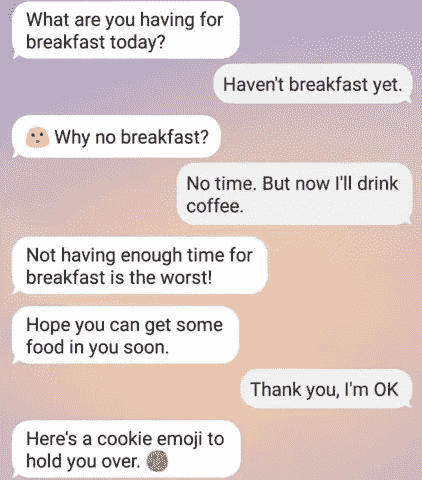 What are you having for
breakfast today?
Haven't breakfast yet.
Why no breakfast?
No time. But now I'll drink
coffee.
Not having enough time for
breakfast is the worst!
Hope you can get some
food in you soon.
Thank you, I'm OK
Here's a cookie emoji to
hold you over.